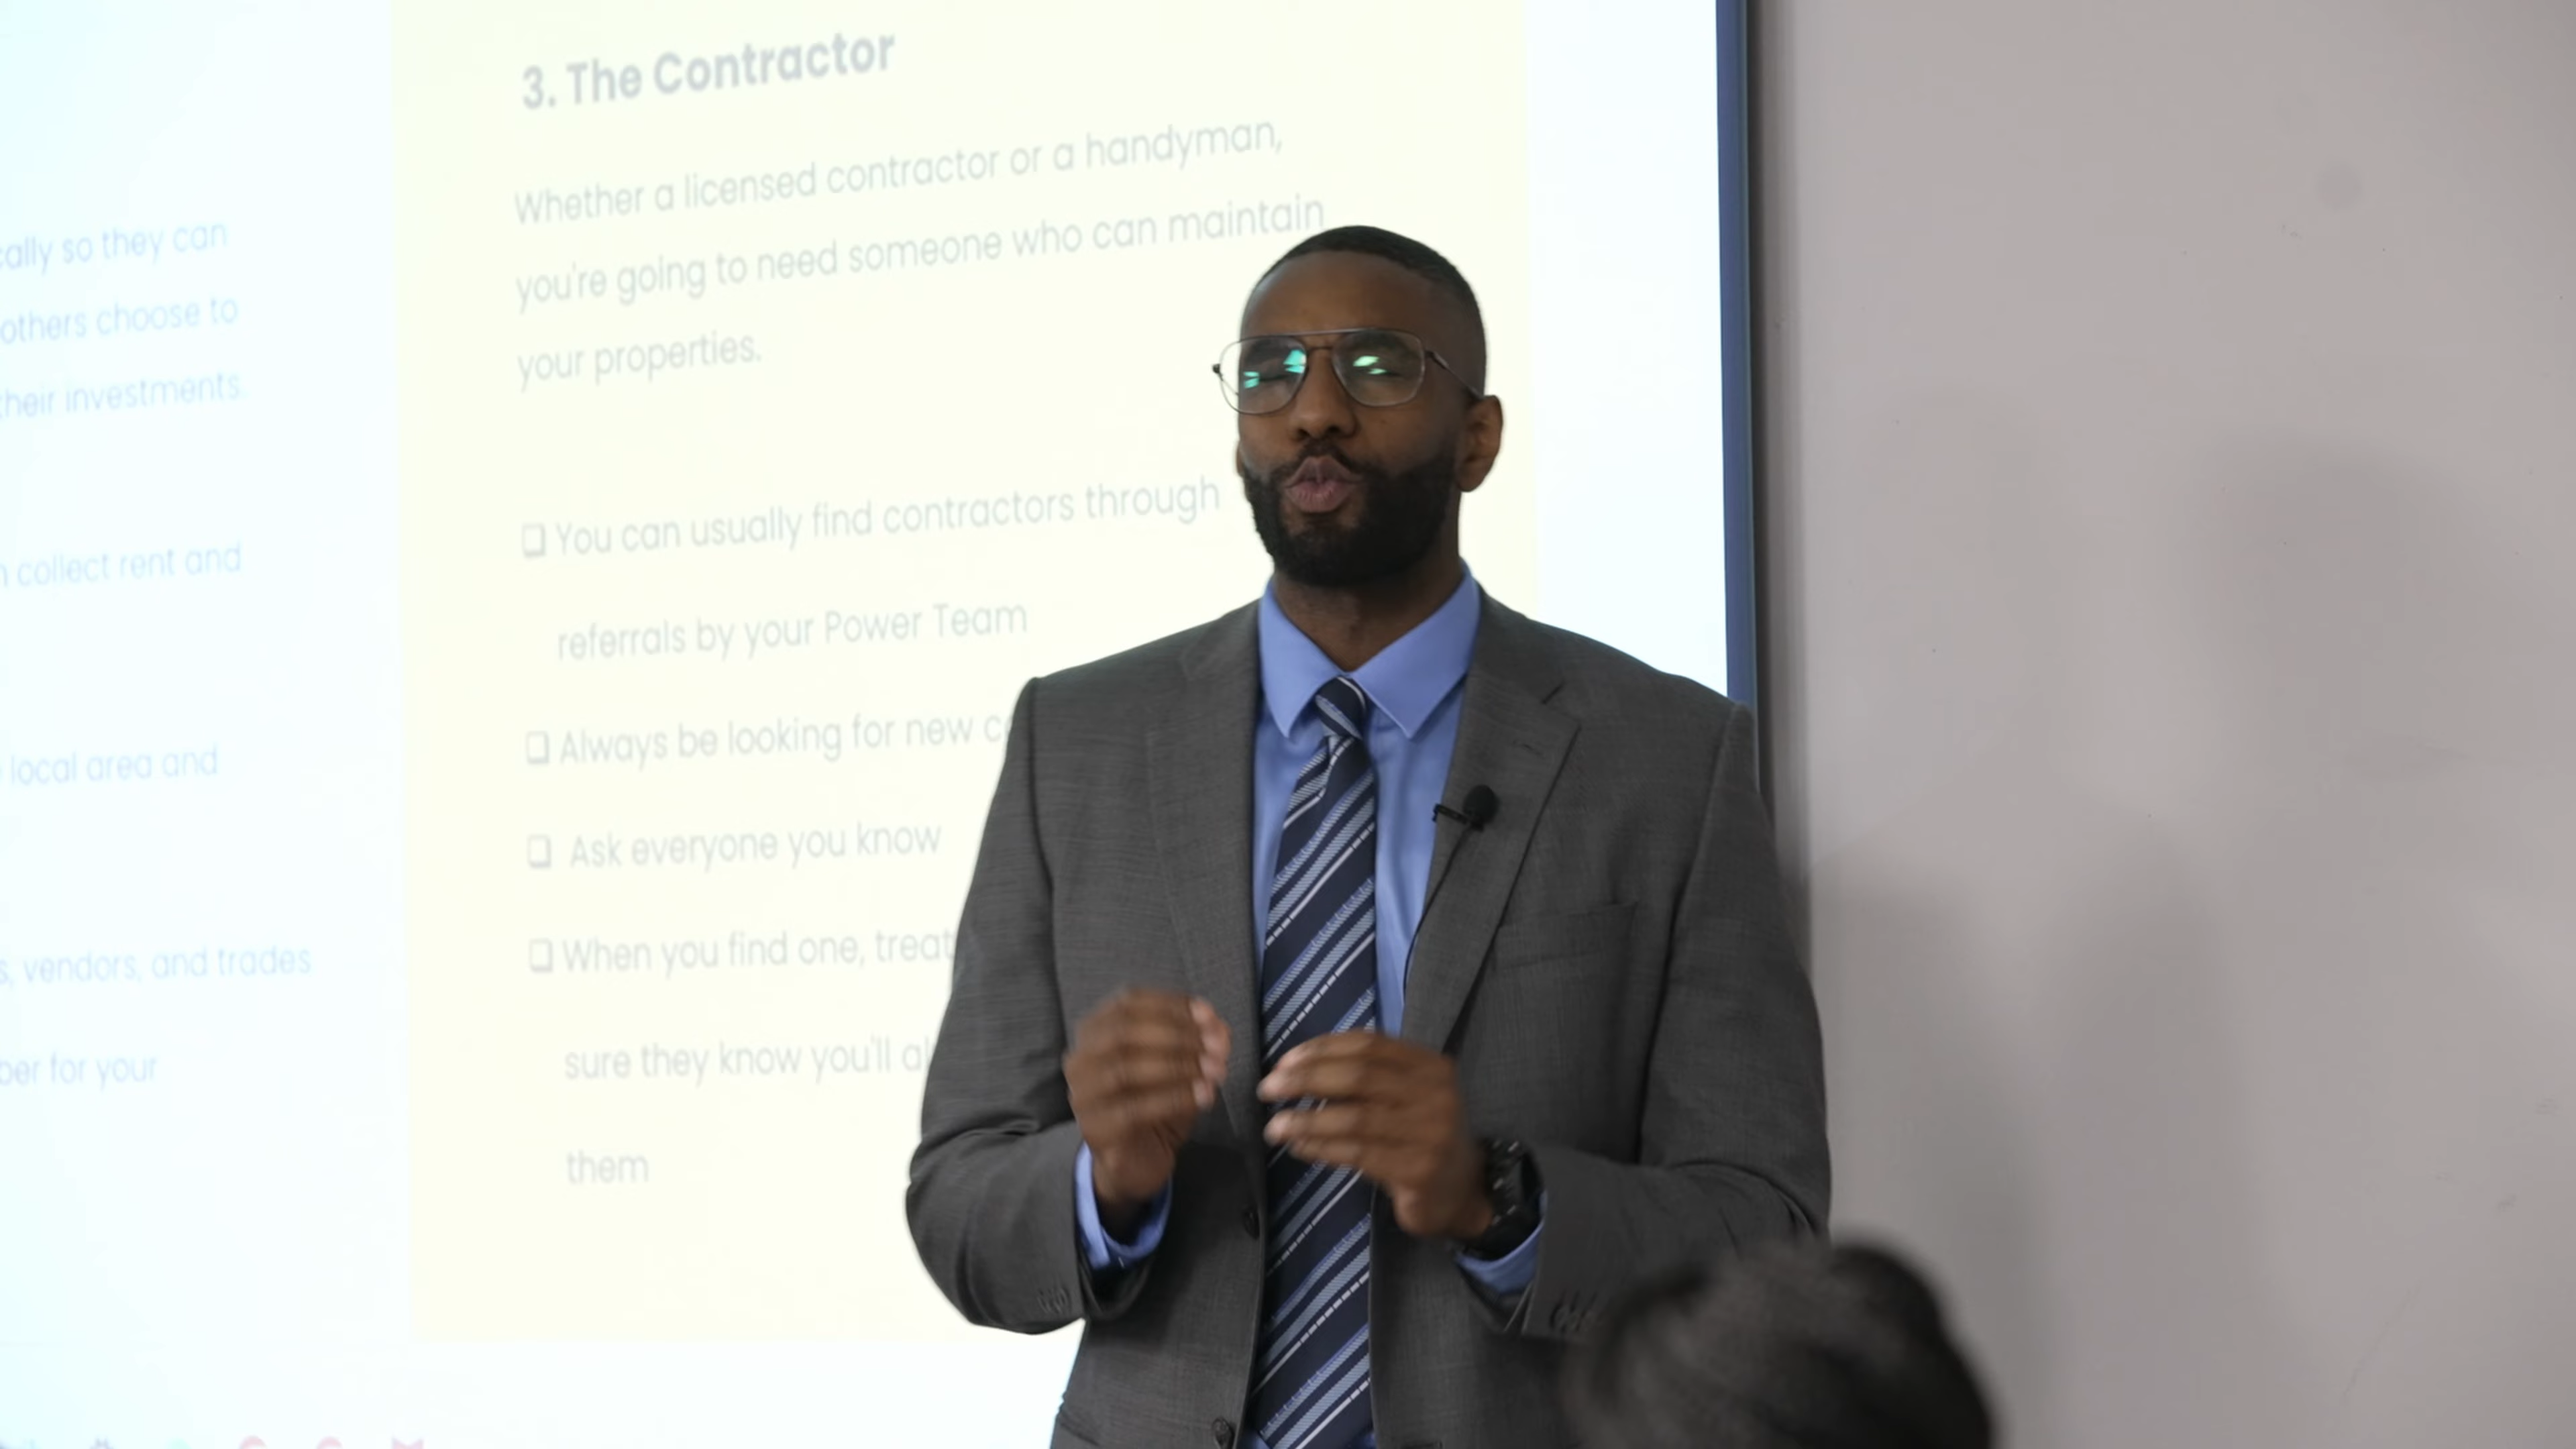 cally so they can
others choose to
their investments.
collect rent and
local area and
s, vendors, and trades
ber for your
3. The Contractor
Whether a licensed contractor or a handyman,
you're going to need someone who can maintain
your properties.
❑ You can usually find contractors through
referrals by your Power Team
❑ Always be looking for new
❑ Ask everyone you know
❑ When you find one, treat
sure they know you'll
them